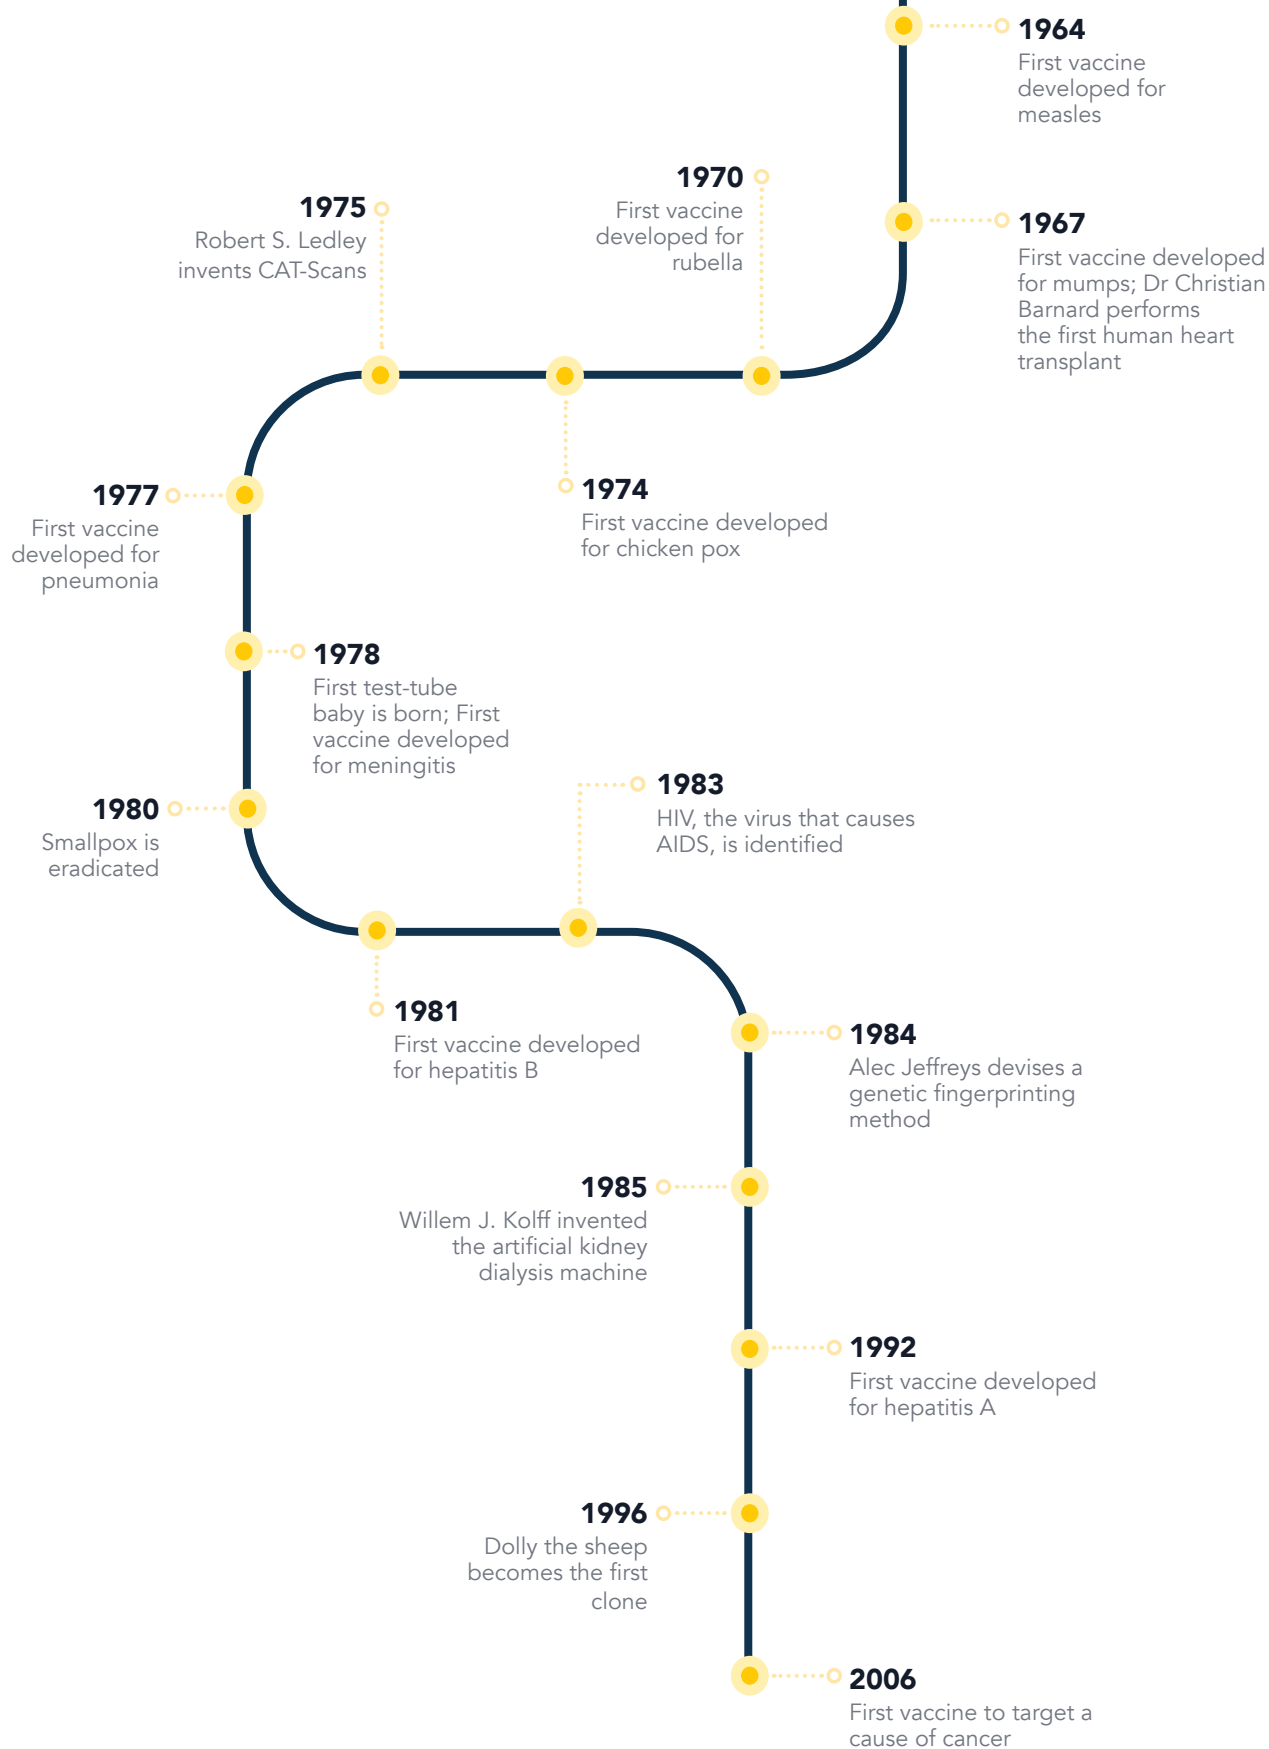 1964
First vaccine
developed for
measles
1967
First vaccine developed
for mumps; Dr Christian
Barnard performs
the first human heart
transplant
1970
First vaccine
developed for
rubella
1974
First vaccine developed
for chicken pox
1975
Robert S. Ledley
invents CAT-Scans
1977
First vaccine
developed for
pneumonia
1978
First test-tube
baby is born; First
vaccine developed
for meningitis
1980
Smallpox is
eradicated
1981
First vaccine developed
for hepatitis B
1983
HIV, the virus that causes
AIDS, is identified
1984
Alec Jeffreys devises a
genetic fingerprinting
method
1985
Willem J. Kolff invented
the artificial kidney
dialysis machine
1992
First vaccine developed
for hepatitis A
1996
Dolly the sheep
becomes the first
clone
2006
First vaccine to target a
cause of cancer